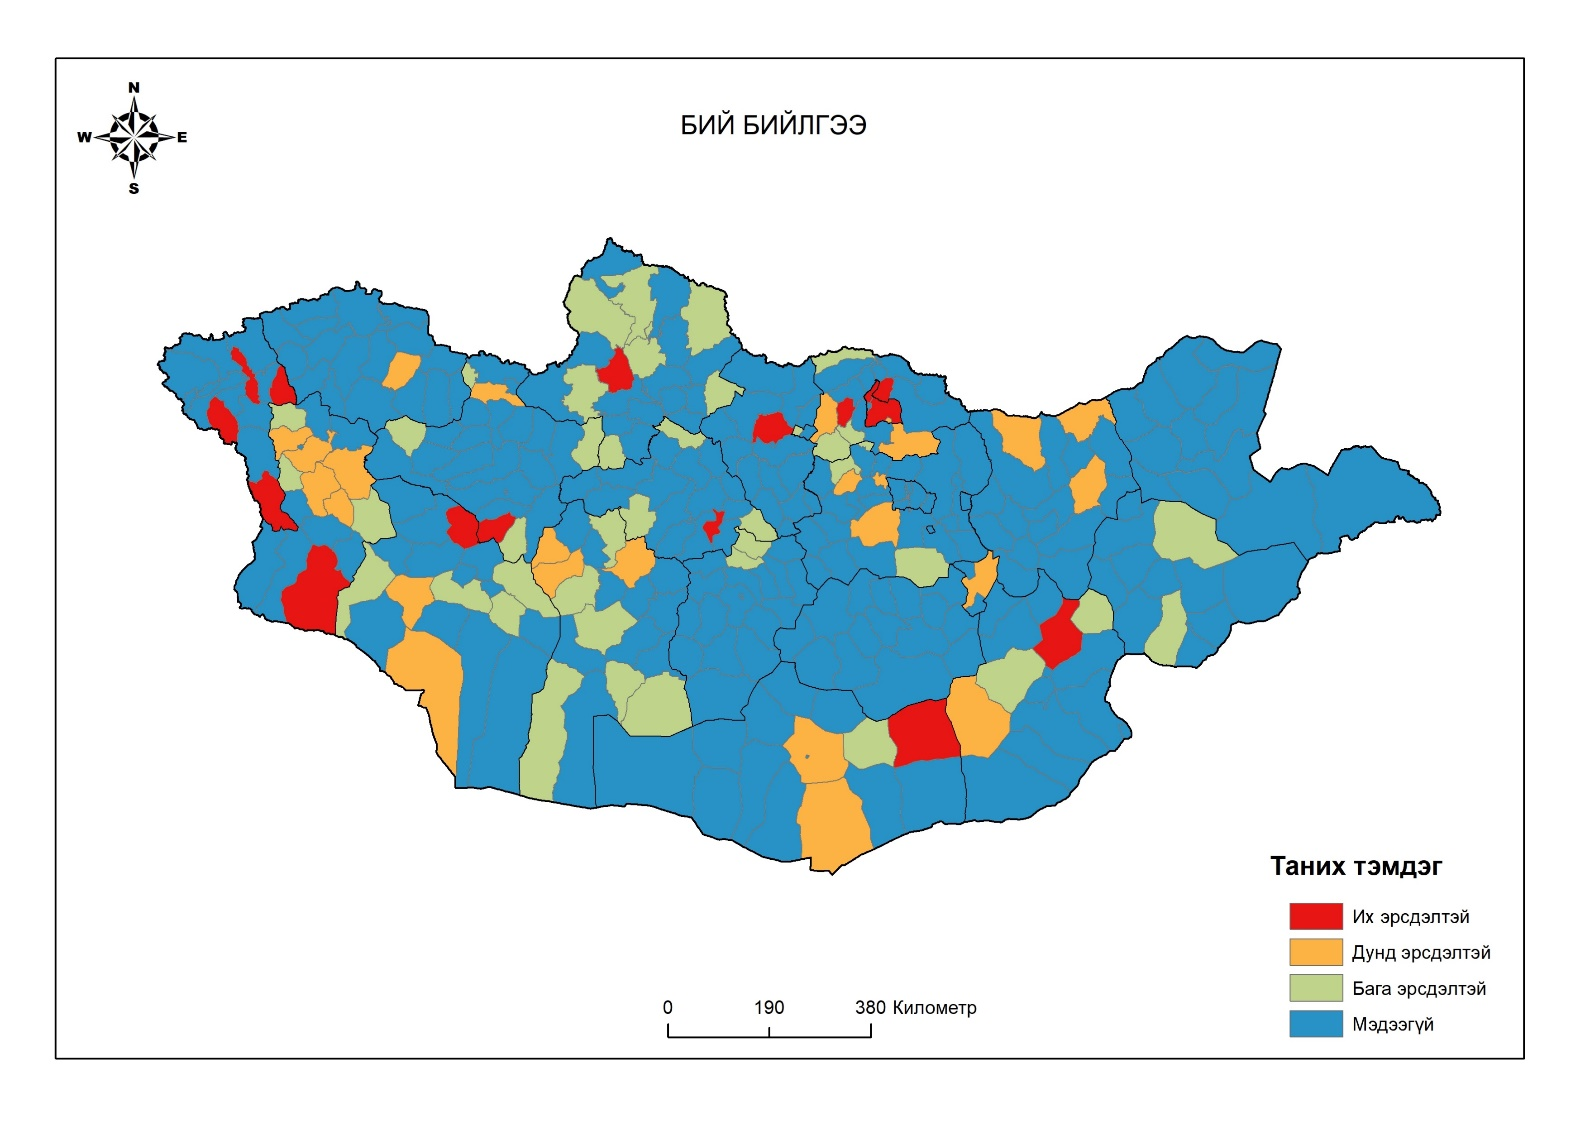 N
W E
S
БИЙ БИЙЛГЭЭ
Таних тэмдэг
Их эрсдэлтэй
Дунд эрсдэлтэй
Бага эрсдэлтэй
Мэдээгүй
0 190 380 Километр